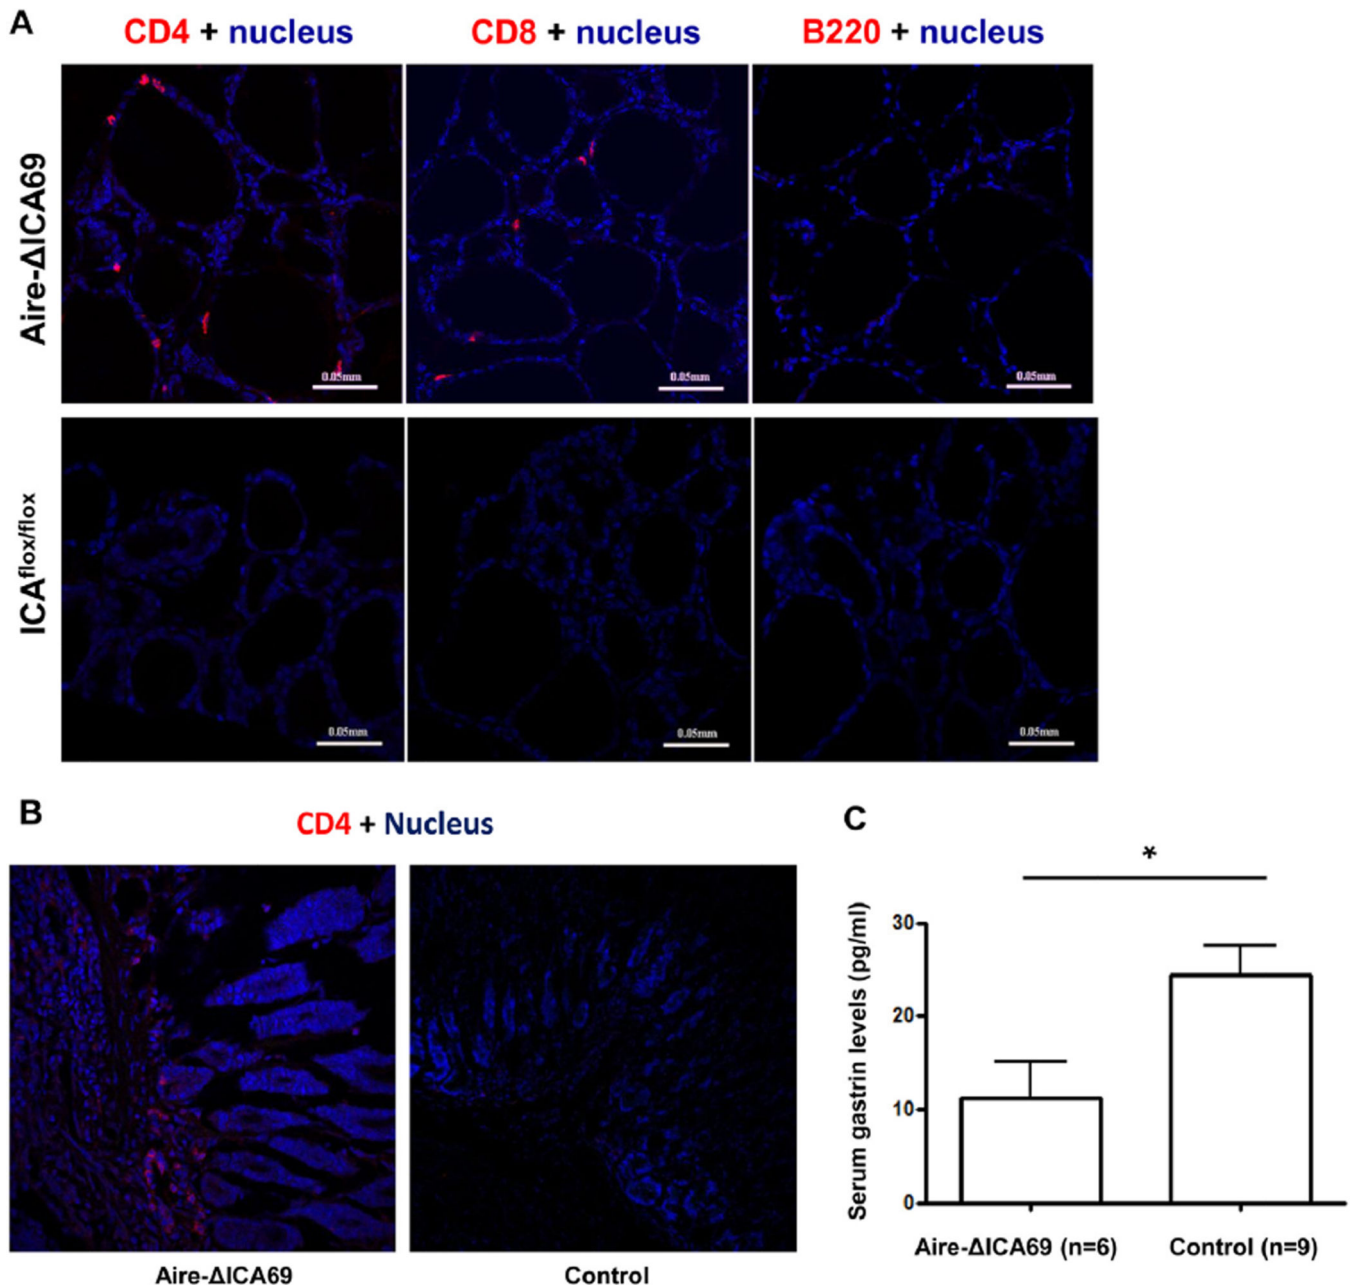 A
CD4 + nucleus
CD8 + nucleus
B220 + nucleus
Aire-ΔICA69
0.05mm
0.05mm
0.05mm
ICAflox/flox
0.05mm
0.05mm
0.05mm
B
CD4 + Nucleus
Aire-ΔICA69
Control
C
*
Serum gastrin levels (pg/ml)
30
20
10
0
Aire-ΔICA69 (n=6)
Control (n=9)